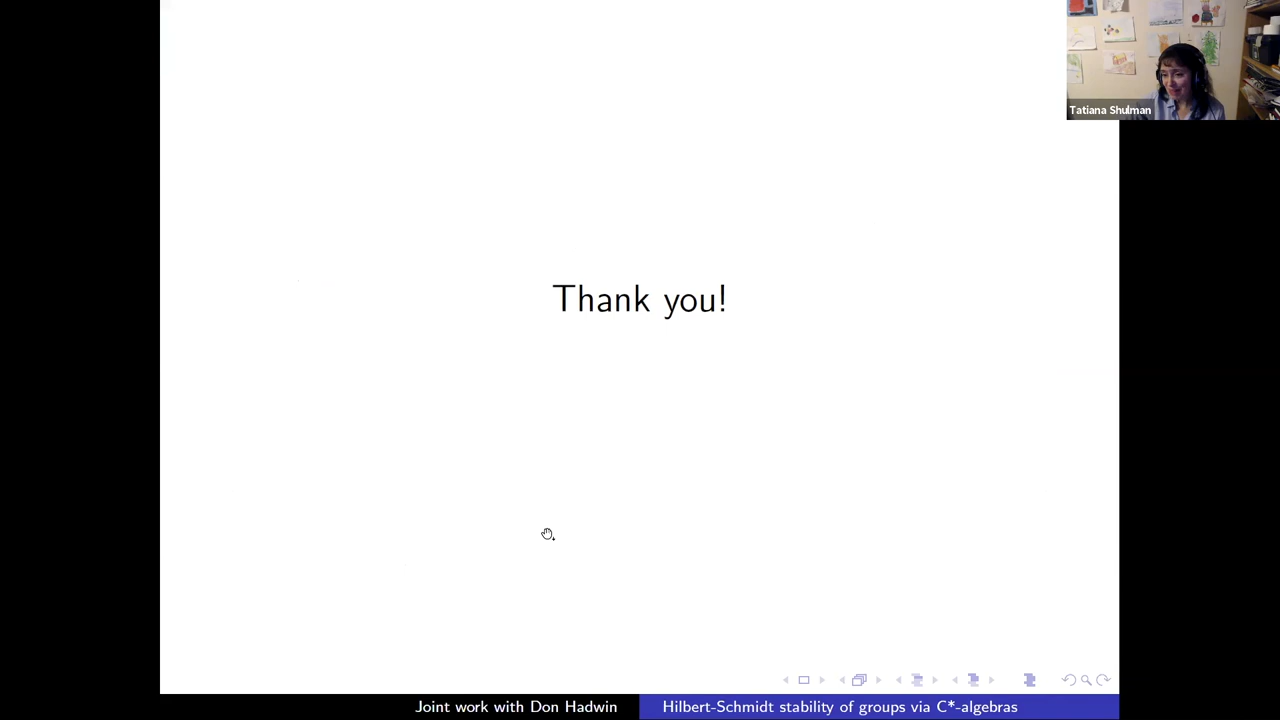 Tatiana Shulman
Thank you!
Joint work with Don Hadwin
Hilbert-Schmidt stability of groups via C*-algebras